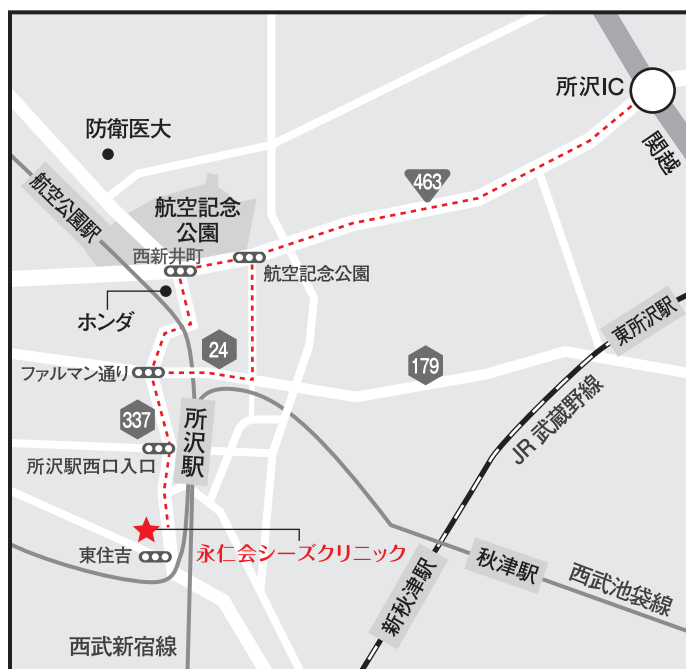 所沢IC
関越
防衛医大
463
航空公園駅
航空記念
公園
西新井町
航空記念公園
ホンダ
東所沢駅
24
179
ファルマン通り
JR 武蔵野線
337
所沢駅
所沢駅西口入口
東住吉
永仁会シーズクリニック
秋津駅
新秋津駅
西武池袋線
西武新宿線